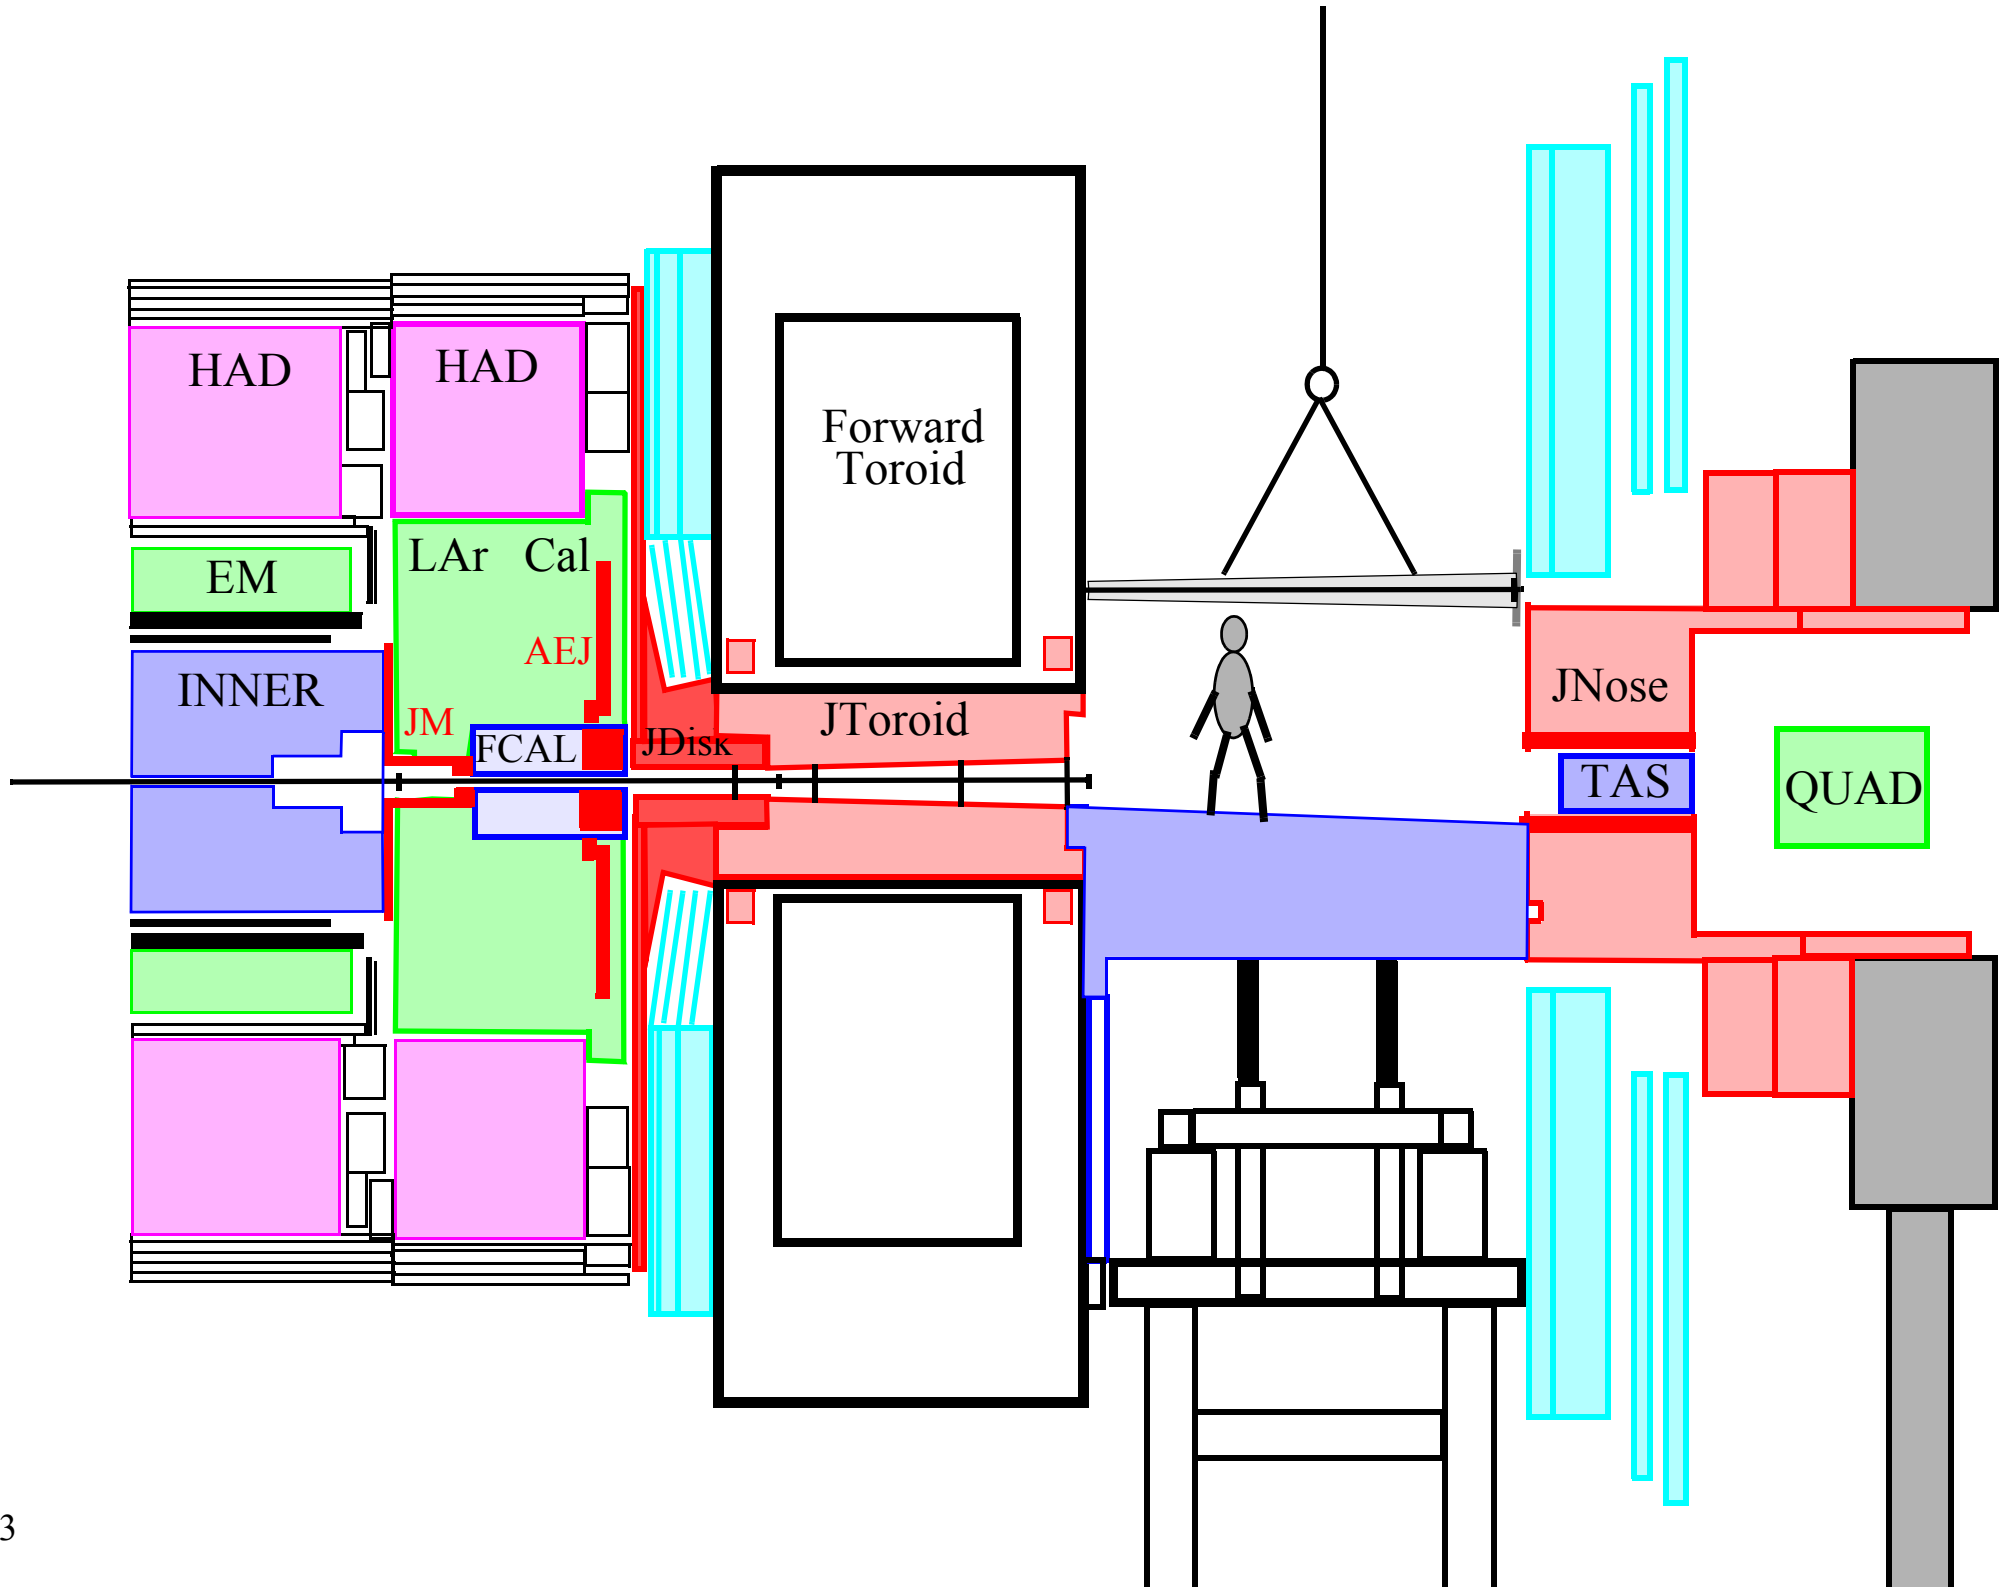 HAD
HAD
Forward
Toroid
LAr Cal
EM
AEJ
INNER
JM
JToroid
JNose
FCAL
JDisk
TAS
QUAD
3